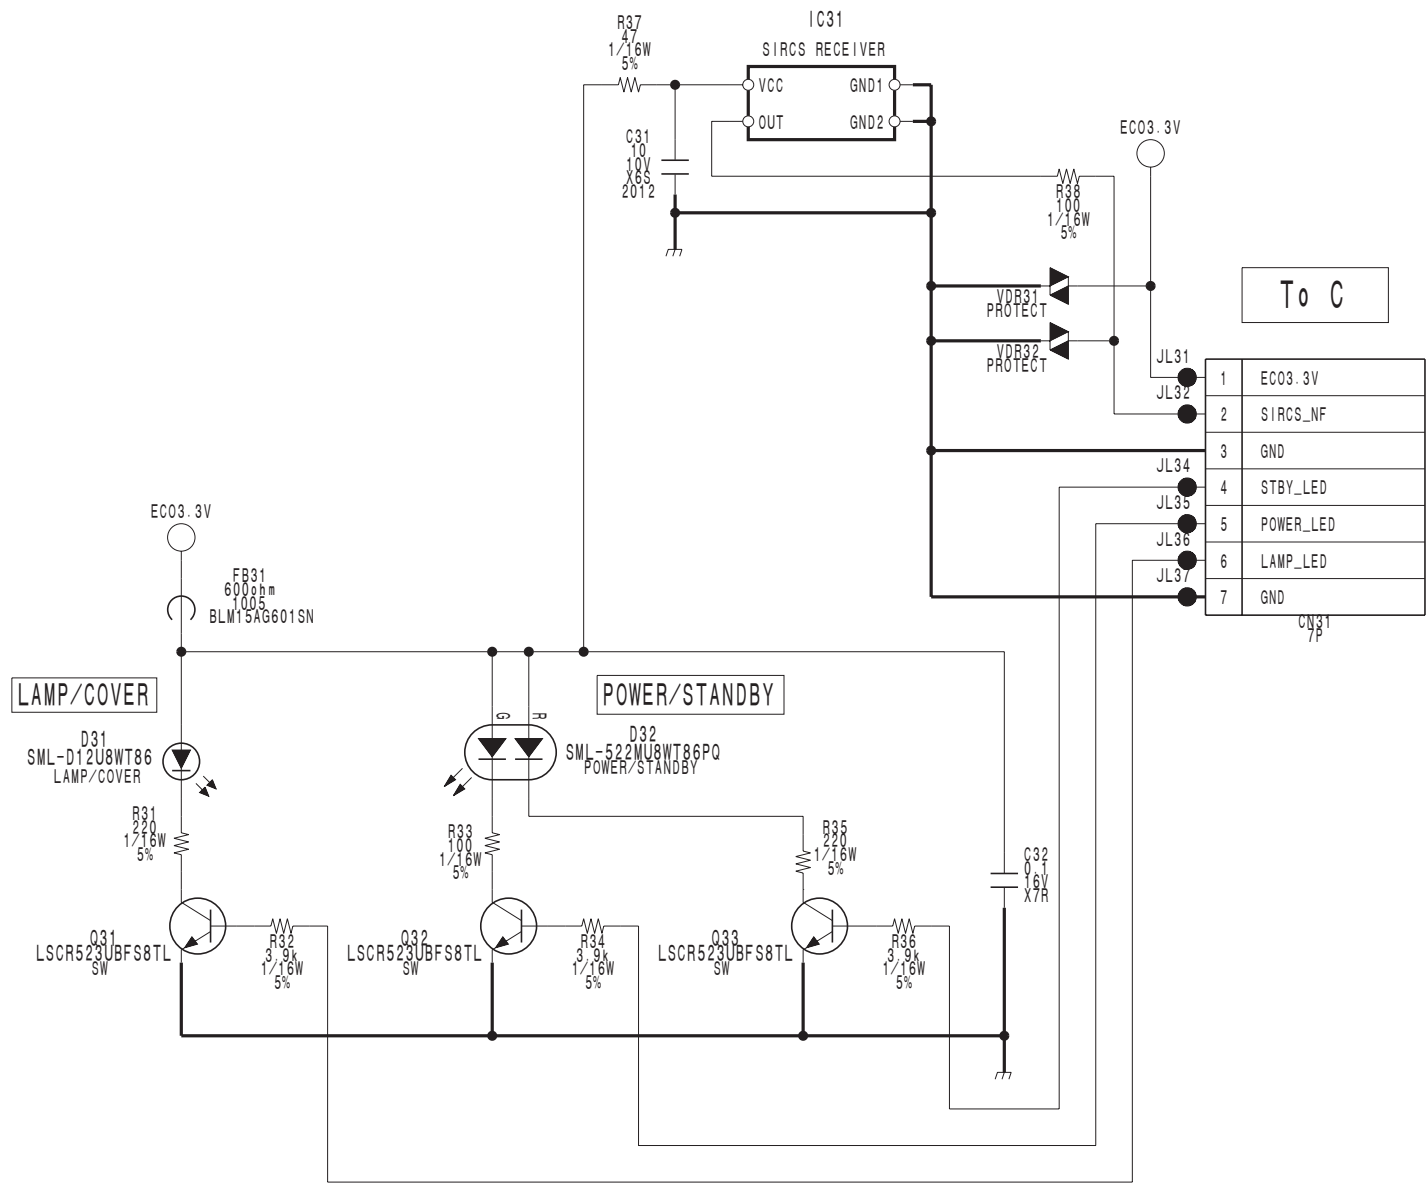 R37
47
1/16W
5%
IC31
SIRCS RECEIVER
VCC
GND1
OUT
GND2
C31
10
10V
X6S
2012
ECO3.3V
R38
100
1/16W
5%
VDR31
PROTECT
VDR32
PROTECT
To C
JL31
1 ECO3.3V
JL32
2 SIRCS_NF
3 GND
JL34
4 STBY_LED
JL35
5 POWER_LED
JL36
6 LAMP_LED
JL37
7 GND
CN31
7P
ECO3.3V
FB31
600ohm
1005
BLM15AG601SN
LAMP/COVER
POWER/STANDBY
D31
SML-D12U8WT86
LAMP/COVER
G
R
D32
SML-522MU8WT86PQ
POWER/STANDBY
R31
220
1/16W
5%
R33
100
1/16W
5%
R35
220
1/16W
5%
C32
0.1
16V
X7R
Q31
LSCR523UBFS8TL
SW
R32
3.9k
1/16W
5%
Q32
LSCR523UBFS8TL
SW
R34
3.9k
1/16W
5%
Q33
LSCR523UBFS8TL
SW
R36
3.9k
1/16W
5%